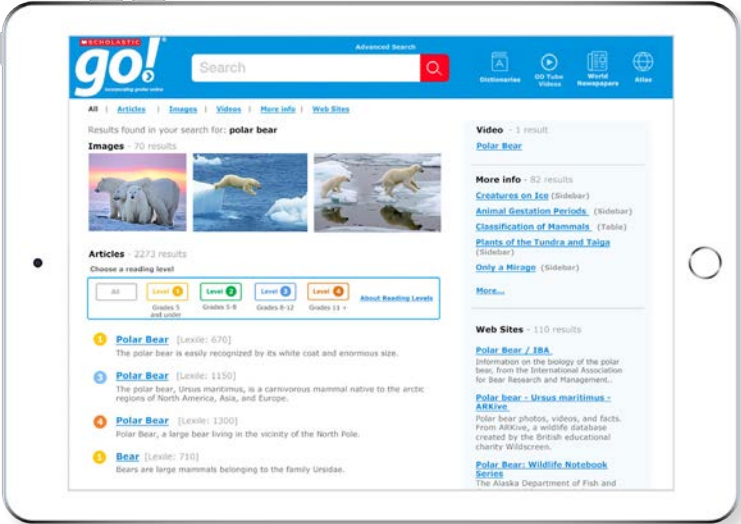 SCHOLASTIC
go!
incorporating grolier online
Advanced Search
Search
Dictionaries
GO Tube Videos
World Newspapers
Atlas
All | Articles | Images | Videos | More info | Web Sites
Results found in your search for: polar bear
Images - 70 results
Articles - 2273 results
Choose a reading level
All
Level 1
Level 2
Level 3
Level 4
About Reading Levels
Grades 5 and under
Grades 5-8
Grades 8-12
Grades 11 +
1 Polar Bear [Lexile: 670]
The polar bear is easily recognized by its white coat and enormous size.
3 Polar Bear [Lexile: 1150]
The polar bear, Ursus maritimus, is a carnivorous mammal native to the arctic
regions of North America, Asia, and Europe.
4 Polar Bear [Lexile: 1300]
Polar Bear, a large bear living in the vicinity of the North Pole.
1 Bear [Lexile: 710]
Bears are large mammals belonging to the family Ursidae.
Video - 1 result
Polar Bear
More info - 82 results
Creatures on Ice (Sidebar)
Animal Gestation Periods (Sidebar)
Classification of Mammals (Table)
Plants of the Tundra and Taiga
(Sidebar)
Only a Mirage (Sidebar)
More...
Web Sites - 110 results
Polar Bear / IBA
Information on the biology of the polar
bear, from the International Association
for Bear Research and Management..
Polar bear - Ursus maritimus -
ARKive
Polar bear photos, videos, and facts.
From ARKive, a wildlife database
created by the British educational
charity Wildscreen.
Polar Bear: Wildlife Notebook
Series
The Alaska Department of Fish and